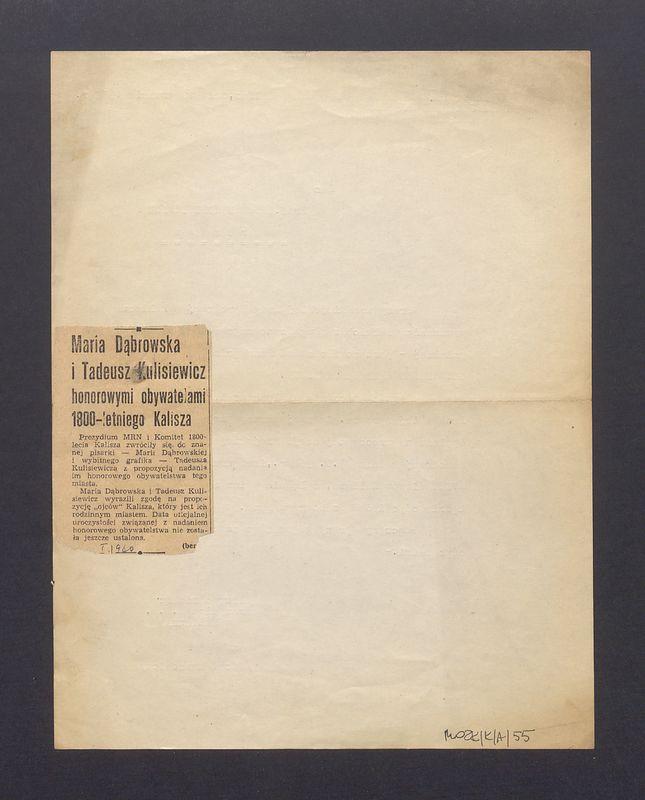 Maria Dąbrowska
i Tadeusz Kulisiewicz
honorowymi obywatelami
1800-letniego Kalisza
Prezydium MRN i Komitet 1800-
lecia Kalisza zwróciły się do zna-
nej pisarki — Marii Dąbrowskiej
i wybitnego grafika — Tadeusza
Kulisiewicza z propozycją nadania
im honorowego obywatelstwa tego
miasta.
Maria Dąbrowska i Tadeusz Kuli-
siewicz wyrazili zgodę na propo-
zycję „ojców” Kalisza, który jest ich
rodzinnym miastem. Data oficjalnej
uroczystości związanej z nadaniem
honorowego obywatelstwa nie zosta-
ła jeszcze ustalona.
(ber
I.1960.
/K/A/55